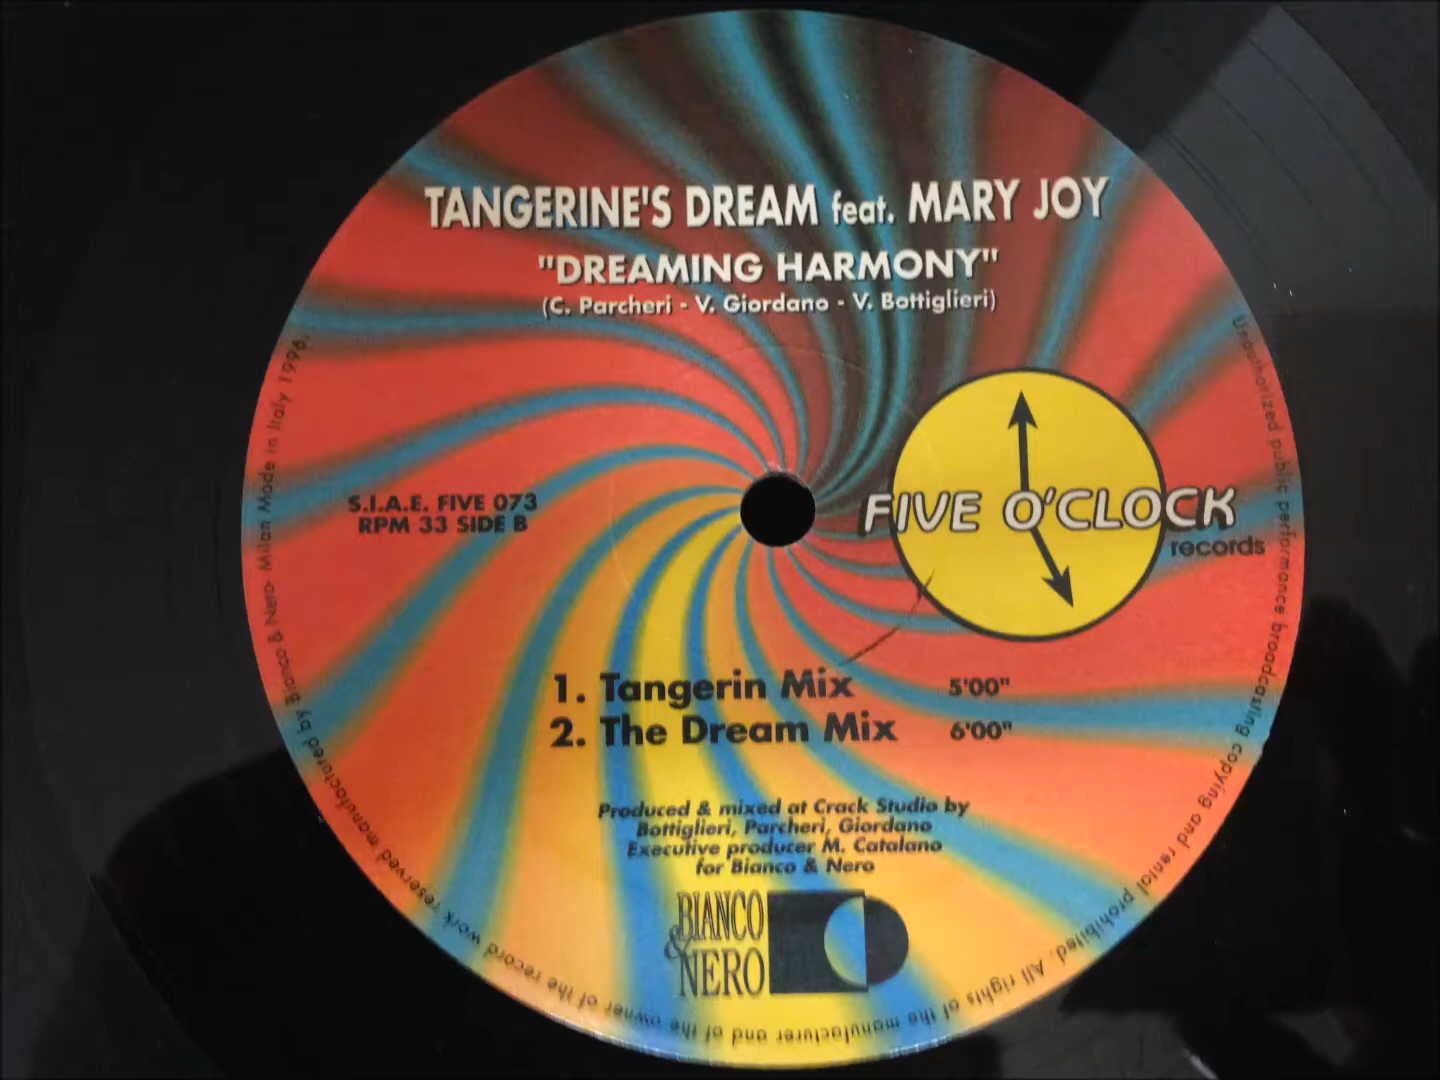 TANGERINE'S DREAM feat. MARY JOY
"DREAMING HARMONY"
(C. Parcheri - V. Giordano - V. Bottiglieri)
S.I.A.E. FIVE 073
RPM 33 SIDE B
FIVE O'CLOCK
records
1. Tangerin Mix 5'00"
2. The Dream Mix 6'00"
Produced & mixed at Crack Studio by
Bottiglieri, Parcheri, Giordano
Executive producer M. Catalano
for Bianco & Nero
BIANCO
& NERO
Unauthorized public performance broadcasting copying and rental prohibited. All rights of the manufacturer and of the owner of the record work reserved manufactored by Bianco & Nero- Milan Made in Italy 1996.